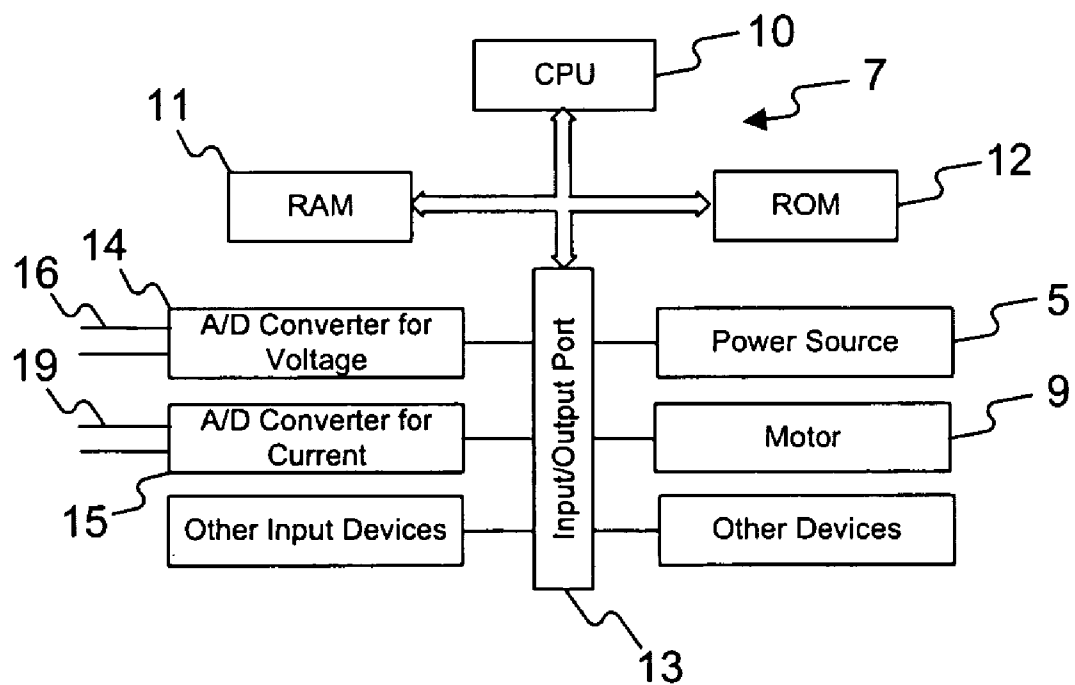 10
CPU
7
11
12
RAM
ROM
14
16
5
A/D Converter for
Voltage
Power Source
Input/Output Port
19
9
A/D Converter for
Current
Motor
15
Other Input Devices
Other Devices
13